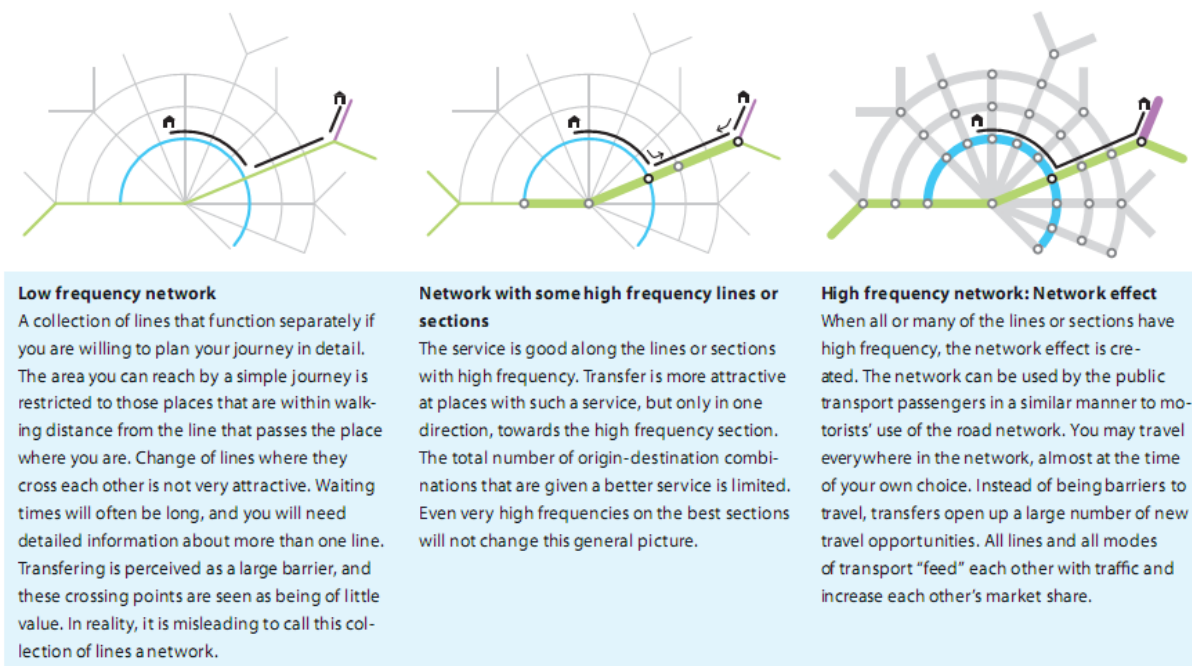 Low frequency network
A collection of lines that function separately if
you are willing to plan your journey in detail.
The area you can reach by a simple journey is
restricted to those places that are within walk-
ing distance from the line that passes the place
where you are. Change of lines where they
cross each other is not very attractive. Waiting
times will often be long, and you will need
detailed information about more than one line.
Transfering is perceived as a large barrier, and
these crossing points are seen as being of little
value. In reality, it is misleading to call this col-
lection of lines a network.
Network with some high frequency lines or
sections
The service is good along the lines or sections
with high frequency. Transfer is more attractive
at places with such a service, but only in one
direction, towards the high frequency section.
The total number of origin-destination combi-
nations that are given a better service is limited.
Even very high frequencies on the best sections
will not change this general picture.
High frequency network: Network effect
When all or many of the lines or sections have
high frequency, the network effect is cre-
ated. The network can be used by the public
transport passengers in a similar manner to mo-
torists' use of the road network. You may travel
everywhere in the network, almost at the time
of your own choice. Instead of being barriers to
travel, transfers open up a large number of new
travel opportunities. All lines and all modes
of transport "feed" each other with traffic and
increase each other's market share.